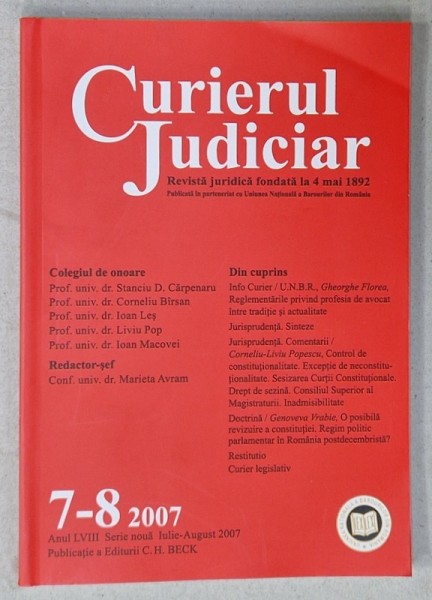 Curierul
Judiciar
Revistă juridică fondată la 4 mai 1892
Publicată în parteneriat cu Uniunea Națională a Barourilor din România
Colegiul de onoare
Prof. univ. dr. Stanciu D. Cărpenaru
Prof. univ. dr. Corneliu Bîrsan
Prof. univ. dr. Ioan Leș
Prof. univ. dr. Liviu Pop
Prof. univ. dr. Ioan Macovei
Redactor-șef
Conf. univ. dr. Marieta Avram
Din cuprins
Info Curier / U.N.B.R., Gheorghe Florea,
Reglementările privind profesia de avocat
între tradiție și actualitate
Jurisprudență. Sinteze
Jurisprudență. Comentarii /
Corneliu-Liviu Popescu, Control de
constituționalitate. Excepție de neconstitu-
ționalitate. Sesizarea Curții Constituționale.
Drept de sezină. Consiliul Superior al
Magistraturii. Inadmisibilitate
Doctrină / Genoveva Vrabie, O posibilă
revizuire a constituției. Regim politic
parlamentar în România postdecembristă?
Restitutio
Curier legislativ
7-8 2007
Anul LVIII Serie nouă Iulie-August 2007
Publicație a Editurii C. H. BECK